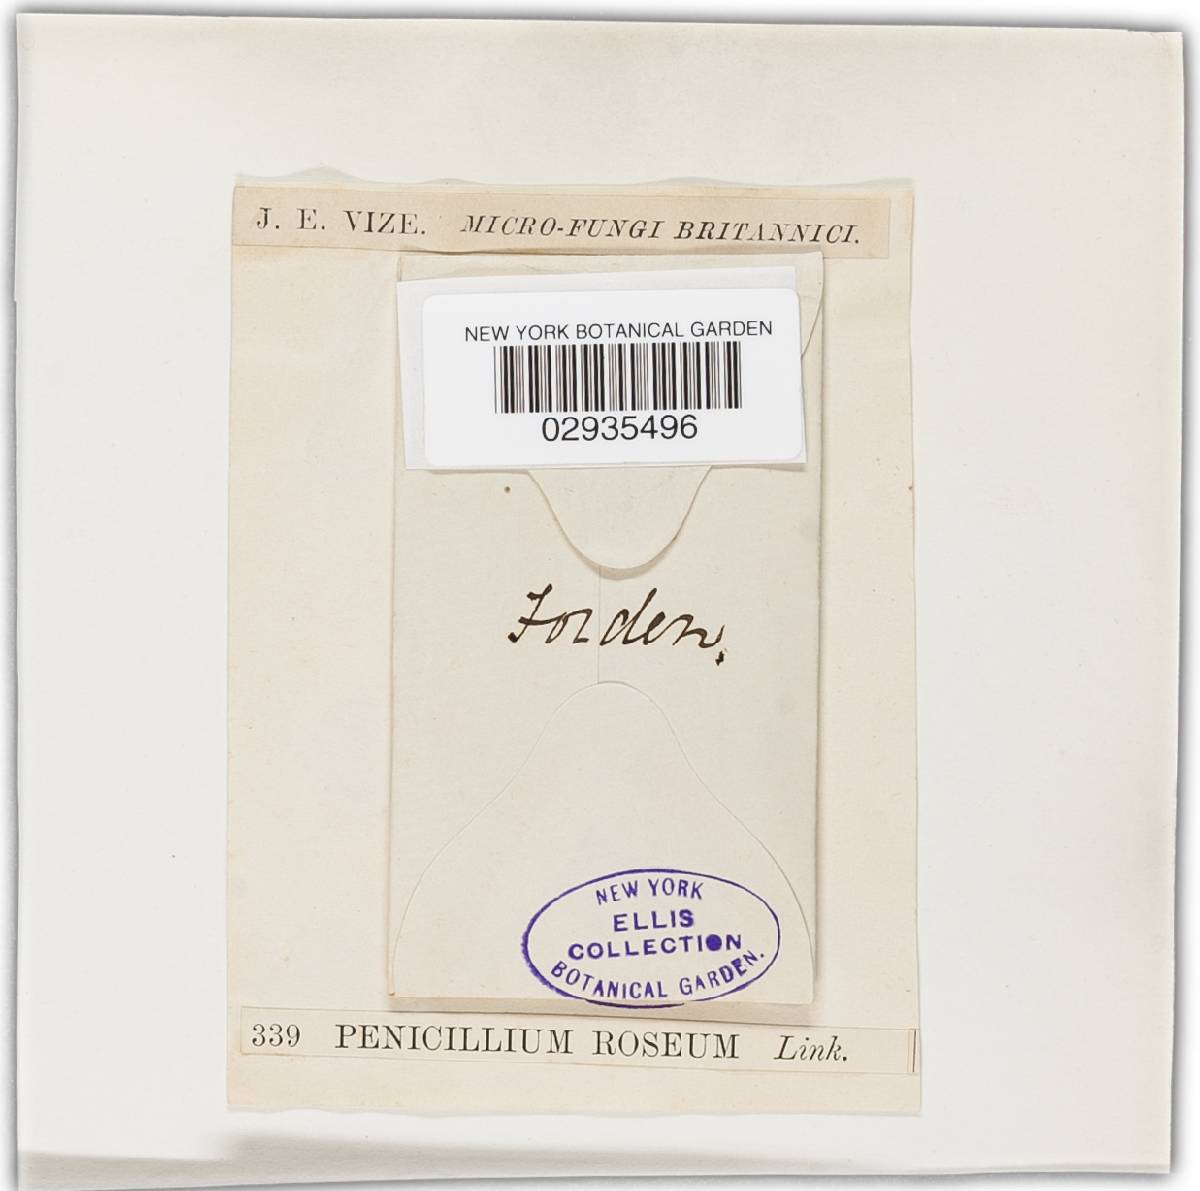 J. E. VIZE. MICRO-FUNGI BRITANNICI.
NEW YORK BOTANICAL GARDEN
02935496
Forden,
NEW YORK
ELLIS
COLLECTION
BOTANICAL GARDEN.
339 PENICILLIUM ROSEUM Link.